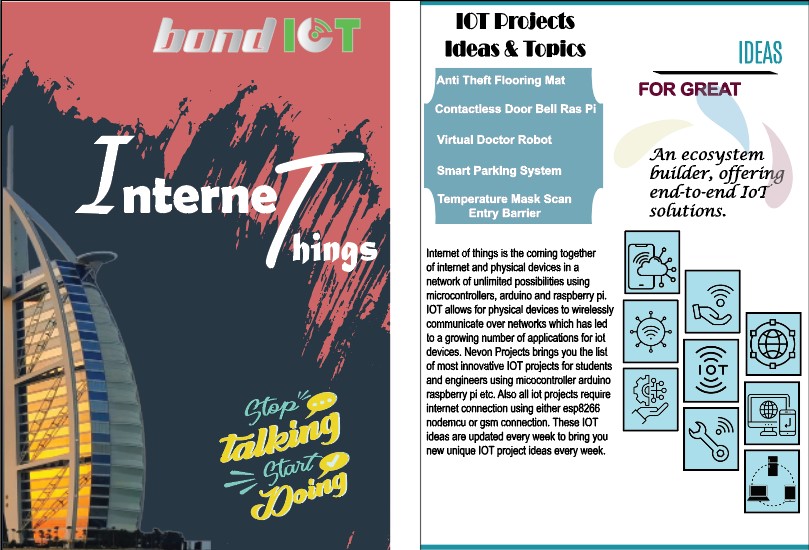 bond IOT
Interne
Things
Stop
Talking
Start
Doing
IOT Projects
Ideas & Topics
Anti Theft Flooring Mat
Contactless Door Bell Ras Pi
Virtual Doctor Robot
Smart Parking System
Temperature Mask Scan
Entry Barrier
Internet of things is the coming together
of internet and physical devices in a
network of unlimited possibilities using
microcontrollers, arduino and raspberry pi.
IOT allows for physical devices to wirelessly
communicate over networks which has led
to a growing number of applications for iot
devices. Nevon Projects brings you the list
of most innovative IOT projects for students
and engineers using micocontroller arduino
raspberry pi etc. Also all iot projects require
internet connection using either esp8266
nodemcu or gsm connection. These IOT
ideas are updated every week to bring you
new unique IOT project ideas every week.
IDEAS
FOR GREAT
An ecosystem
builder, offering
end-to-end IoT
solutions.
IOT